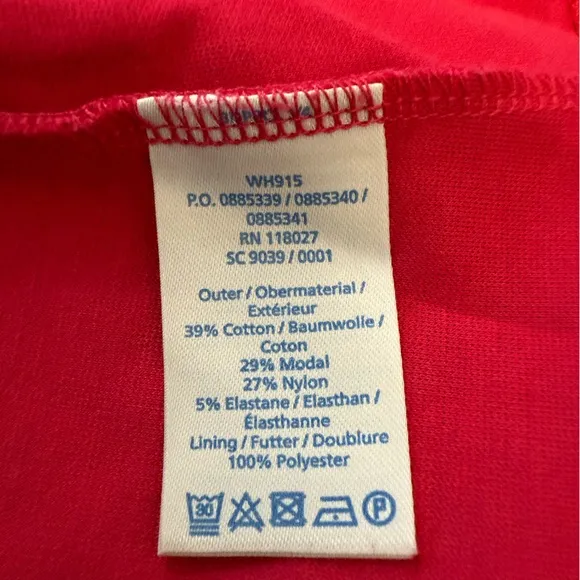 WH915
P.O. 0885339 / 0885340 /
0885341
RN 118027
SC 9039 / 0001
Outer / Obermaterial /
Extérieur
39% Cotton / Baumwolle /
Coton
29% Modal
27% Nylon
5% Elastane / Elasthan /
Élasthanne
Lining / Futter / Doublure
100% Polyester
30 P